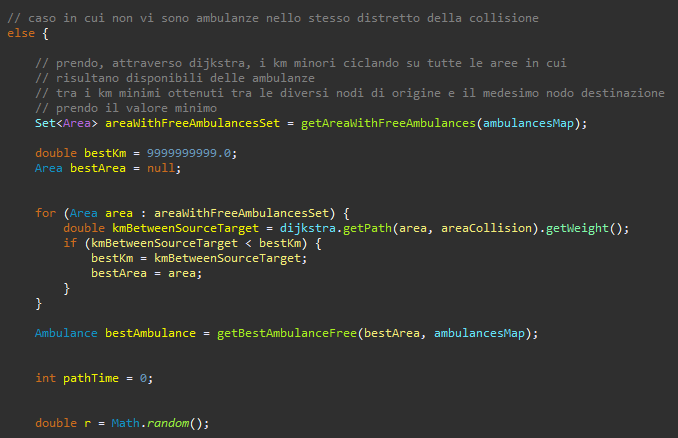 // caso in cui non vi sono ambulanze nello stesso distretto della collisione
else {
// prendo, attraverso dijkstra, i km minori ciclando su tutte le aree in cui
// risultano disponibili delle ambulanze
// tra i km minimi ottenuti tra le diversi nodi di origine e il medesimo nodo destinazione
// prendo il valore minimo
Set<Area> areaWithFreeAmbulancesSet = getAreaWithFreeAmbulances(ambulancesMap);
double bestKm = 9999999999.0;
Area bestArea = null;
for (Area area : areaWithFreeAmbulancesSet) {
double kmBetweenSourceTarget = dijkstra.getPath(area, areaCollision).getWeight();
if (kmBetweenSourceTarget < bestKm) {
bestKm = kmBetweenSourceTarget;
bestArea = area;
}
}
Ambulance bestAmbulance = getBestAmbulanceFree(bestArea, ambulancesMap);
int pathTime = 0;
double r = Math.random();